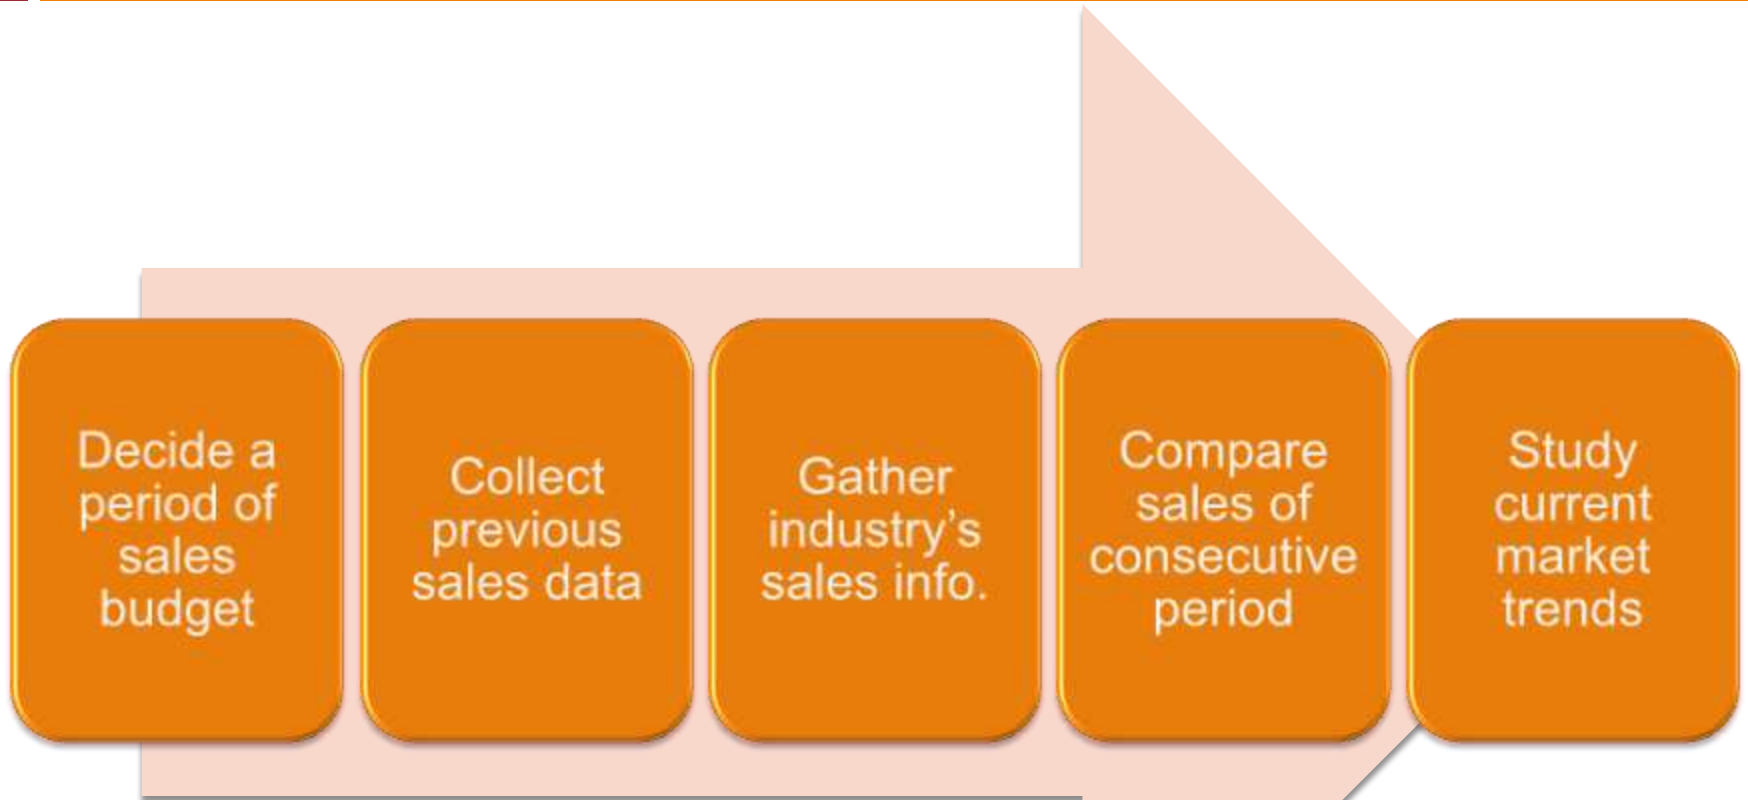 Decide a
period of
sales
budget
Collect
previous
sales data
Gather
industry’s
sales info.
Compare
sales of
consecutive
period
Study
current
market
trends